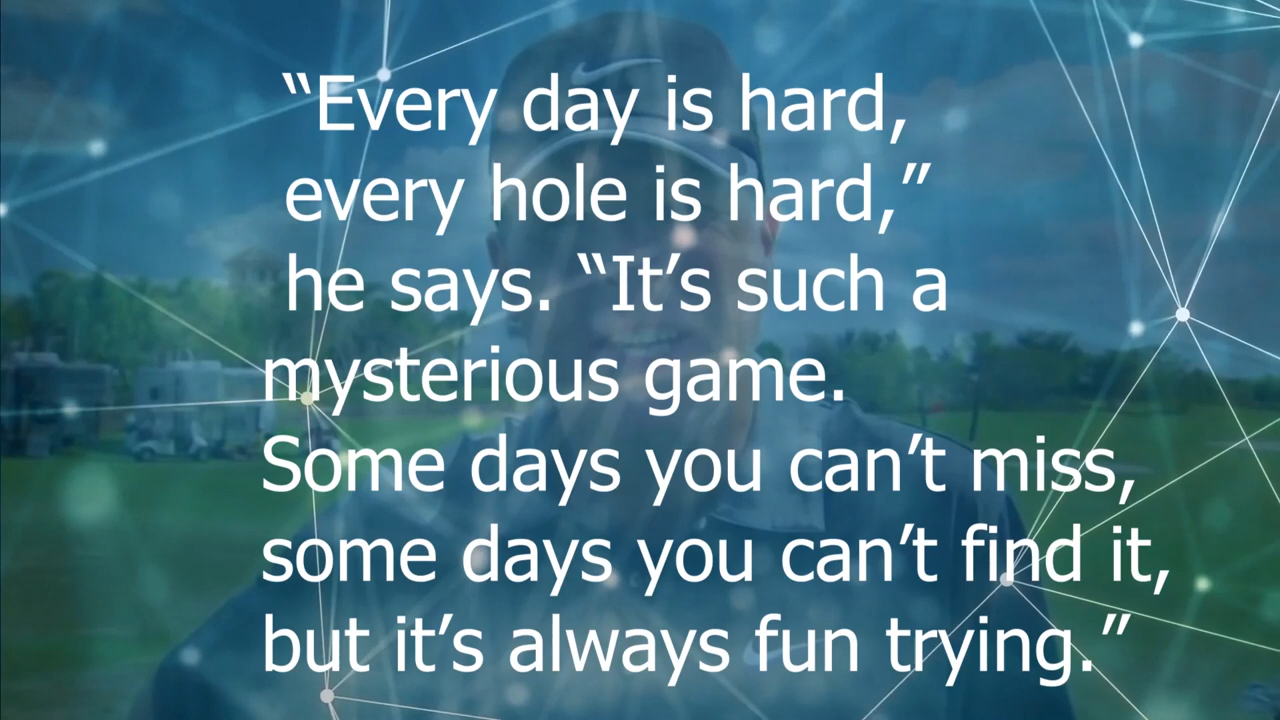 “Every day is hard,
every hole is hard,”
he says. “It’s such a
mysterious game.
Some days you can’t miss,
some days you can’t find it,
but it’s always fun trying.”